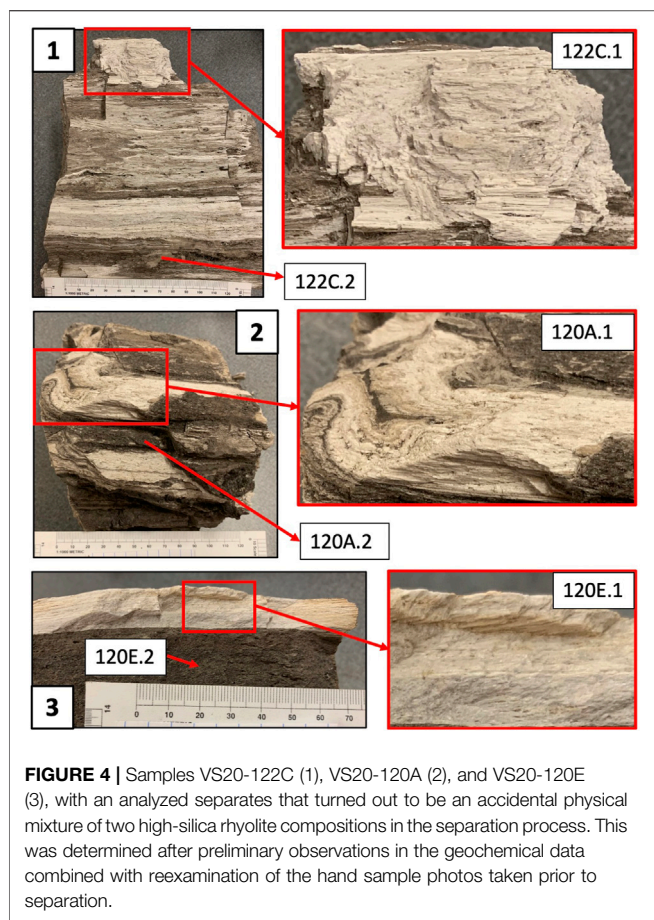 1
122C.1
122C.2
2
120A.1
120A.2
120E.1
120E.2
3
14
0 10 20 30 40 50 60 70
FIGURE 4 | Samples VS20-122C (1), VS20-120A (2), and VS20-120E
(3), with an analyzed separates that turned out to be an accidental physical
mixture of two high-silica rhyolite compositions in the separation process. This
was determined after preliminary observations in the geochemical data
combined with reexamination of the hand sample photos taken prior to
separation.